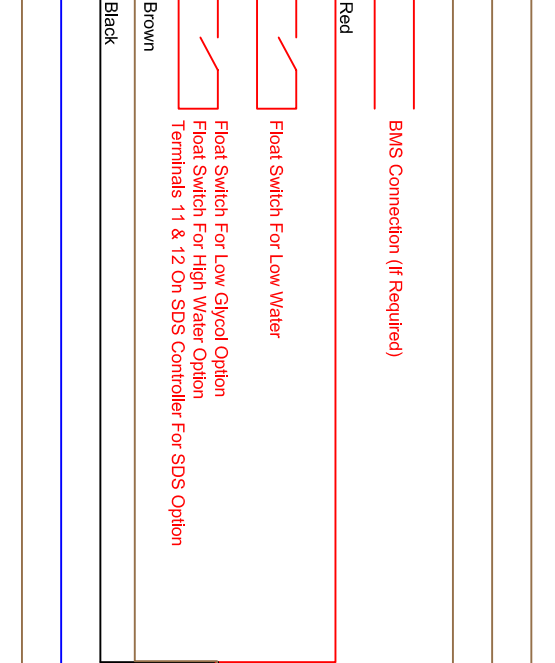 Red
Brown
Black
BMS Connection (If Required)
Float Switch For Low Water
Float Switch For Low Glycol Option
Float Switch For High Water Option
Terminals 11 & 12 On SDS Controller For SDS Option